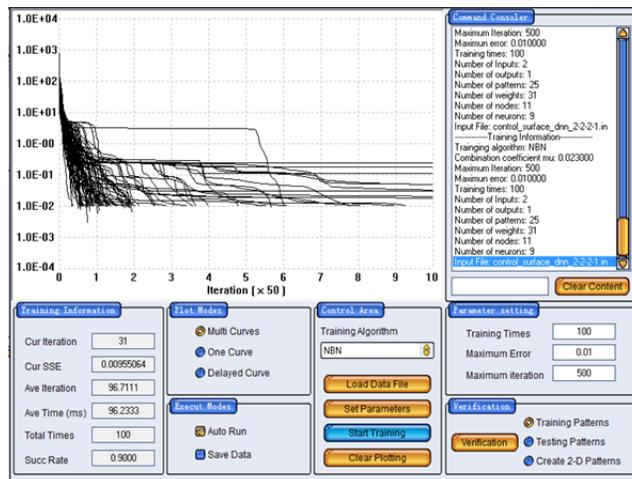 1.0E+04
1.0E+03
1.0E+02
1.0E+01
1.0E-00
1.0E-01
1.0E-02
1.0E-03
1.0E-04
0 1 2 3 4 5 6 7 8 9 10
Iteration ( × 50 )
Command Consoler
Maximum Iteration: 500
Maximun error: 0.010000
Training times: 100
Number of Inputs: 2
Number of outputs: 1
Number of patterns: 25
Number of weights: 31
Number of nodes: 11
Number of neurons: 9
Input File: control_surface_dnn_2-2-2-1.in
------------Training Information------------
Trainging algorithm: NBN
Combination coefficient mu: 0.023000
Maximum Iteration: 500
Maximun error: 0.010000
Training times: 100
Number of Inputs: 2
Number of outputs: 1
Number of patterns: 25
Number of weights: 31
Number of nodes: 11
Number of neurons: 9
Input File: control_surface_dnn_2-2-2-1.in
Clear Content
Training Information
Cur Iteration 31
Cur SSE 0.00955064
Ave Iteration 96.7111
Ave Time (ms) 96.2333
Total Times 100
Succ Rate 0.9000
Plot Modes
Multi Curves
One Curve
Delayed Curve
Execut Modes
Auto Run
Save Data
Control Area
Training Algorithm
NBN
Load Data File
Set Parameters
Start Training
Clear Plotting
Parameter setting
Training Times 100
Maximum Error 0.01
Maximum iteration 500
Verification
Verification
Training Patterns
Testing Patterns
Create 2-D Patterns